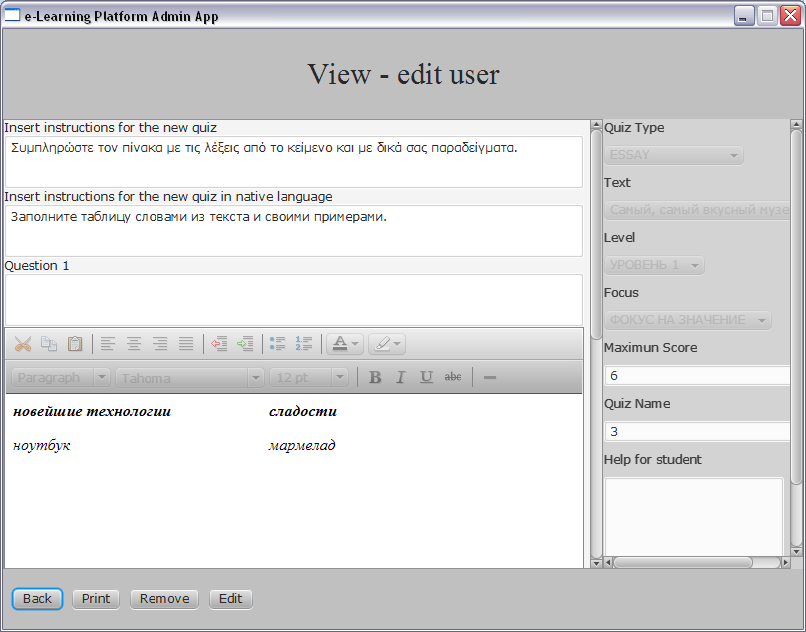 e-Learning Platform Admin App
View - edit user
Insert instructions for the new quiz
Συμπληρώστε τον πίνακα με τις λέξεις από το κείμενο και με δικά σας παραδείγματα.
Insert instructions for the new quiz in native language
Заполните таблицу словами из текста и своими примерами.
Question 1
Paragraph Tahoma 12 pt B I U abc
новейшие технологии сладости
ноутбук мармелад
Quiz Type
ESSAY
Text
Самый, самый вкусный музе
Level
УРОВЕНЬ 1
Focus
ФОКУС НА ЗНАЧЕНИЕ
Maximun Score
6
Quiz Name
3
Help for student
Back Print Remove Edit